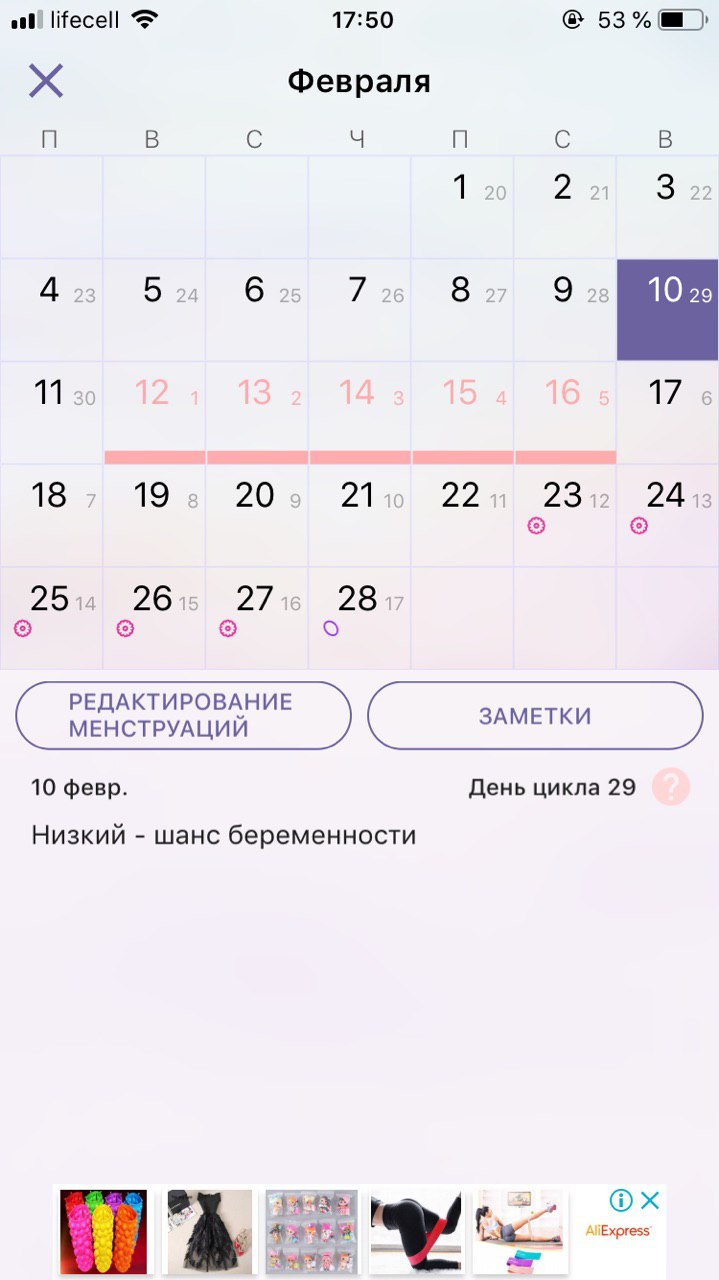 lifecell 17:50 53 %
Февраля
П В С Ч П С В
1 20 2 21 3 22
4 23 5 24 6 25 7 26 8 27 9 28 10 29
11 30 12 1 13 2 14 3 15 4 16 5 17 6
18 7 19 8 20 9 21 10 22 11 23 12 24 13
25 14 26 15 27 16 28 17
РЕДАКТИРОВАНИЕ
МЕНСТРУАЦИЙ
ЗАМЕТКИ
10 февр. День цикла 29 ?
Низкий - шанс беременности
AliExpress